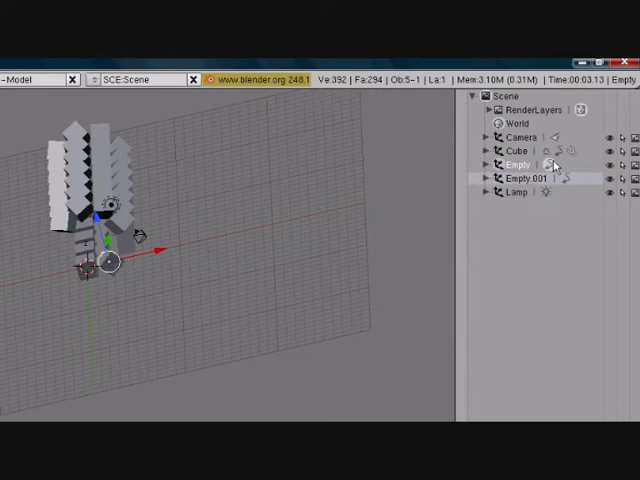 -Model SCE:Scene www.blender.org 248.1 Ve:392 | Fa:294 | Ob:5-1 | La:1 | Mem:3.10M (0.31M) | Time:00:03.13 | Empty
Scene
RenderLayers
World
Camera
Cube
Empty
Empty.001
Lamp